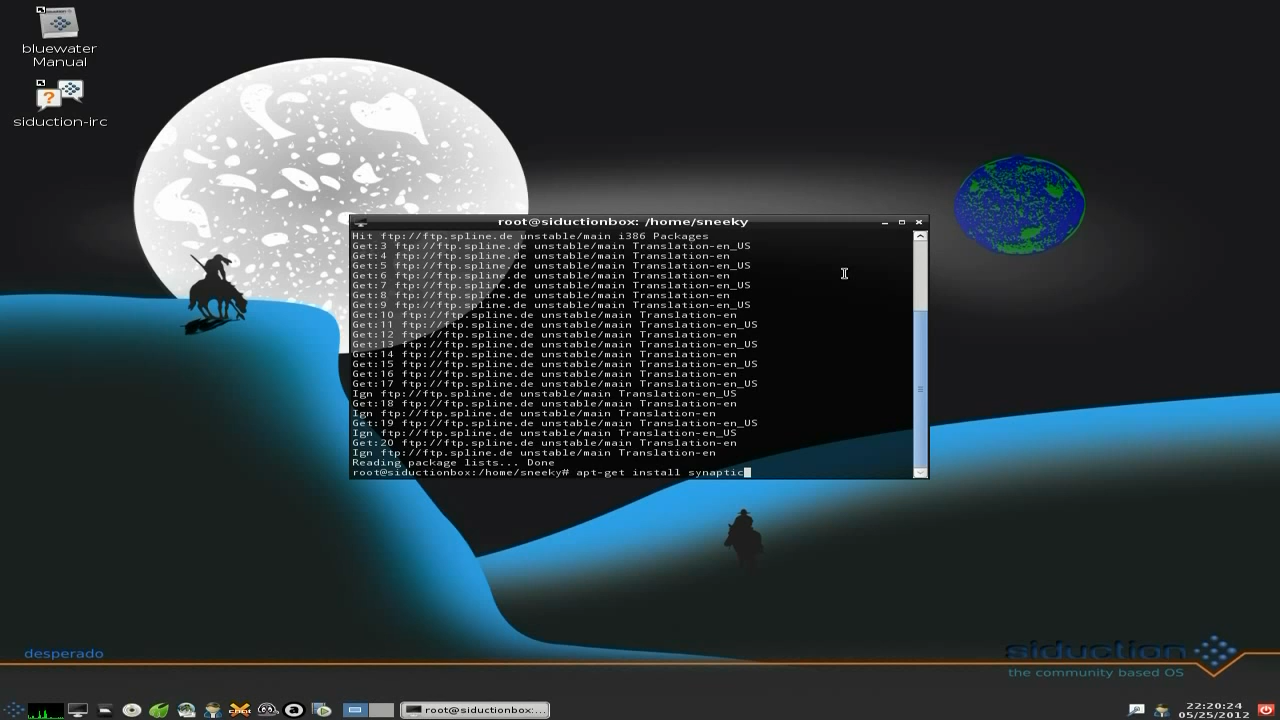 bluewater
Manual
siduction-irc
root@siductionbox: /home/sneeky
Hit ftp://ftp.spline.de unstable/main i386 Packages
Get:3 ftp://ftp.spline.de unstable/main Translation-en_US
Get:4 ftp://ftp.spline.de unstable/main Translation-en
Get:5 ftp://ftp.spline.de unstable/main Translation-en_US
Get:6 ftp://ftp.spline.de unstable/main Translation-en
Get:7 ftp://ftp.spline.de unstable/main Translation-en_US
Get:8 ftp://ftp.spline.de unstable/main Translation-en
Get:9 ftp://ftp.spline.de unstable/main Translation-en_US
Get:10 ftp://ftp.spline.de unstable/main Translation-en
Get:11 ftp://ftp.spline.de unstable/main Translation-en_US
Get:12 ftp://ftp.spline.de unstable/main Translation-en
Get:13 ftp://ftp.spline.de unstable/main Translation-en_US
Get:14 ftp://ftp.spline.de unstable/main Translation-en
Get:15 ftp://ftp.spline.de unstable/main Translation-en_US
Get:16 ftp://ftp.spline.de unstable/main Translation-en
Get:17 ftp://ftp.spline.de unstable/main Translation-en_US
Ign ftp://ftp.spline.de unstable/main Translation-en_US
Get:18 ftp://ftp.spline.de unstable/main Translation-en
Ign ftp://ftp.spline.de unstable/main Translation-en
Get:19 ftp://ftp.spline.de unstable/main Translation-en_US
Ign ftp://ftp.spline.de unstable/main Translation-en_US
Get:20 ftp://ftp.spline.de unstable/main Translation-en
Ign ftp://ftp.spline.de unstable/main Translation-en
Reading package lists... Done
root@siductionbox:/home/sneeky# apt-get install synaptic
desperado
siduction
the community based OS
root@siductionbox:...
22:20:24
05/25/2012